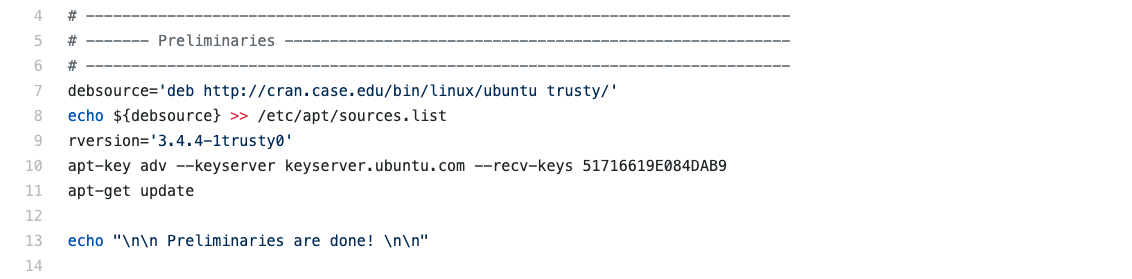 4 # ------------------------------------------------------------------------------
5 # ------- Preliminaries --------------------------------------------------------
6 # ------------------------------------------------------------------------------
7 debsource='deb http://cran.case.edu/bin/linux/ubuntu trusty/'
8 echo ${debsource} >> /etc/apt/sources.list
9 rversion='3.4.4-1trusty0'
10 apt-key adv --keyserver keyserver.ubuntu.com --recv-keys 51716619E084DAB9
11 apt-get update
12
13 echo "\n\n Preliminaries are done! \n\n"
14